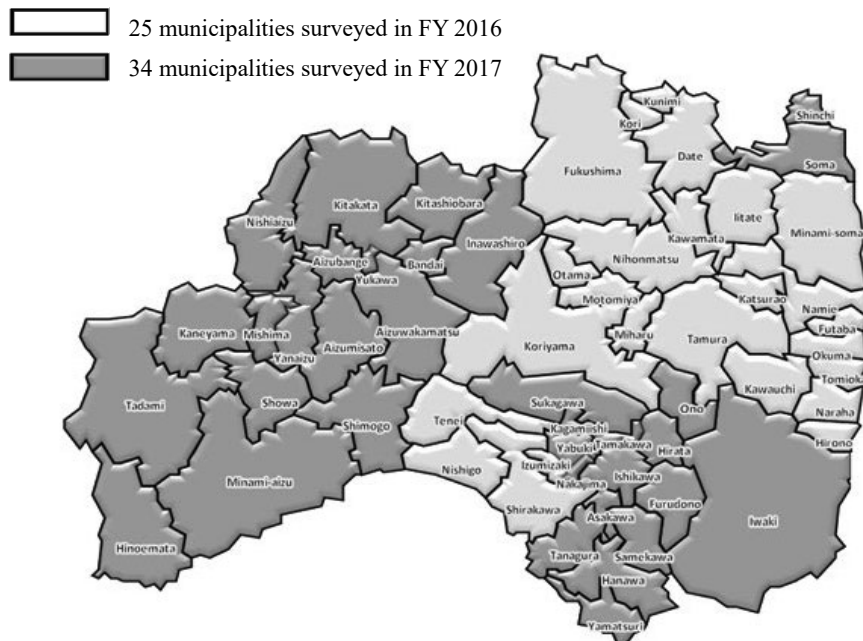 25 municipalities surveyed in FY 2016
34 municipalities surveyed in FY 2017
Kunimi
Kori
Shinchi
Date
Soma
Fukushima
Kitakata
Kitashiobara
Iitate
Nishiaizu
Kawamata
Minami-soma
Inawashiro
Nihonmatsu
Aizubange
Bandai
Yukawa
Otama
Motomiya
Katsurao
Namie
Kaneyama
Mishima
Aizuwakamatsu
Futaba
Yanaizu
Aizumisato
Koriyama
Miharu
Tamura
Okuma
Tomiok
Kawauchi
Tadami
Showa
Sukagawa
Ono
Naraha
Shimogo
Tenei
Kagamiishi
Hirono
Yabuki
Tamakawa
Hirata
Nishigo
Izumizaki
Ishikawa
Minami-aizu
Nakajima
Shirakawa
Furudono
Asakawa
Iwaki
Hinoemata
Tanagura
Samekawa
Hanawa
Yamatsuri